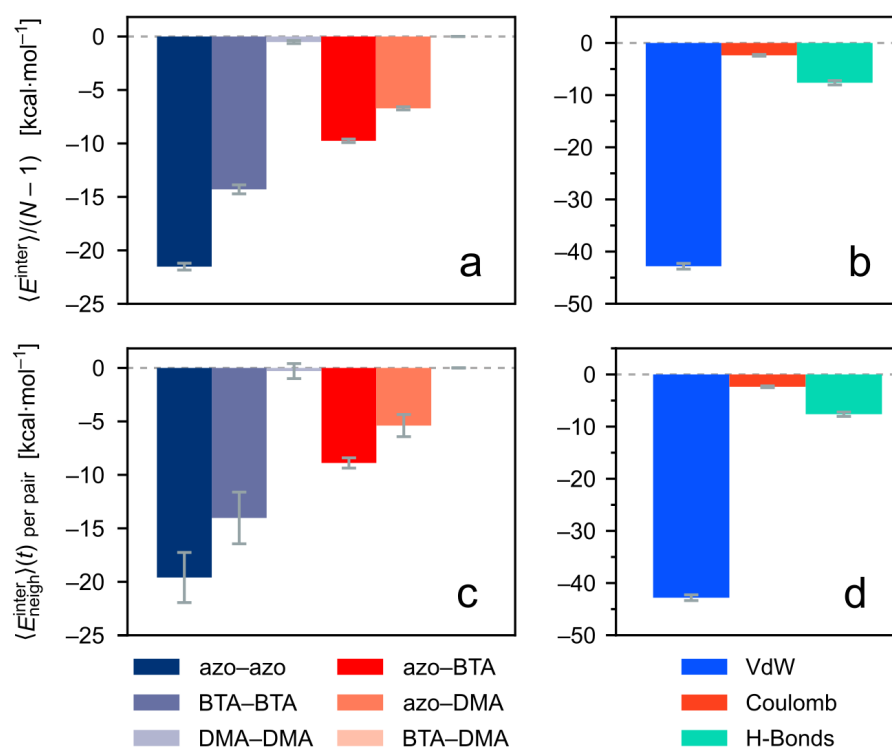 ⟨E^inter⟩/(N − 1) [kcal·mol⁻¹]
0
−5
−10
−15
−20
−25
a
0
−10
−20
−30
−40
−50
b
⟨E^inter_neigh⟩(t) per pair [kcal·mol⁻¹]
0
−5
−10
−15
−20
−25
c
0
−10
−20
−30
−40
−50
d
azo–azo
BTA–BTA
DMA–DMA
azo–BTA
azo–DMA
BTA–DMA
VdW
Coulomb
H-Bonds